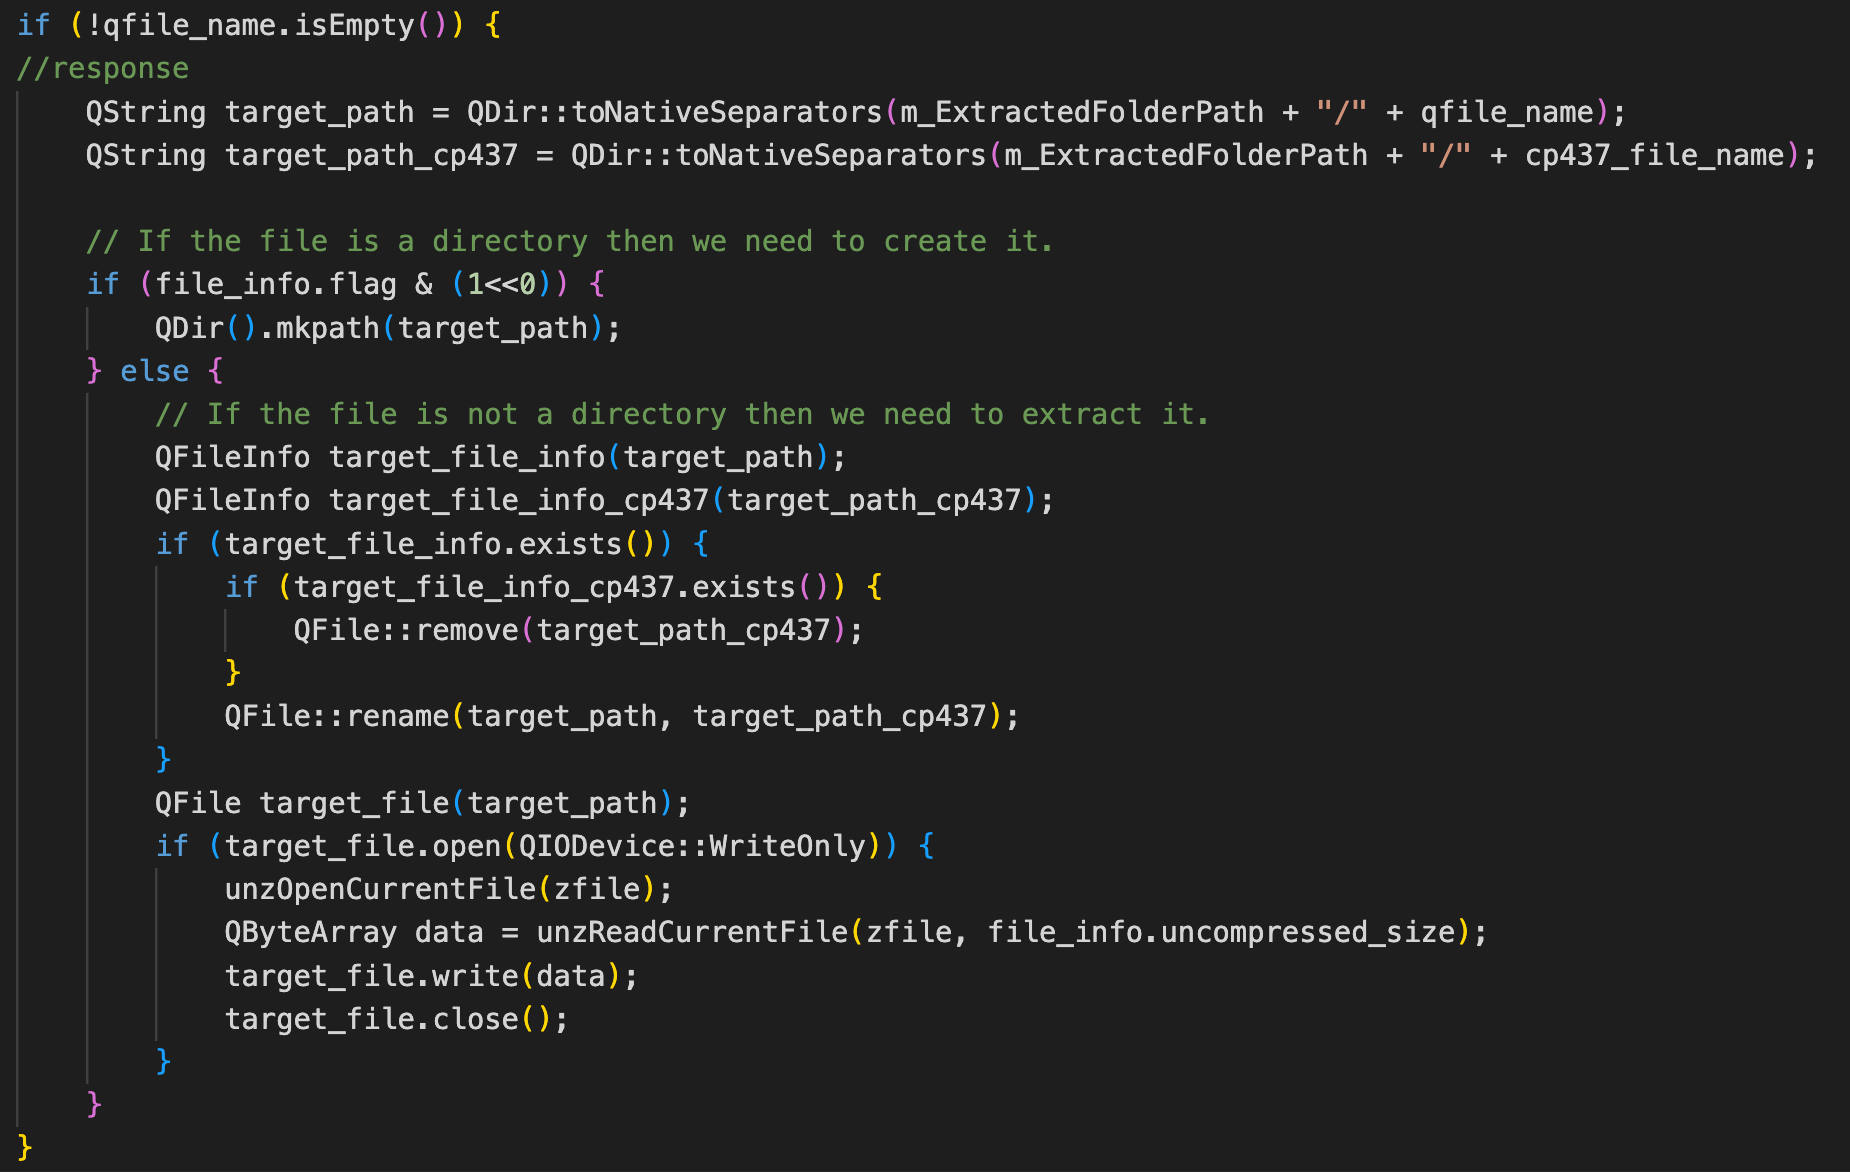 if (!qfile_name.isEmpty()) {
//response
    QString target_path = QDir::toNativeSeparators(m_ExtractedFolderPath + "/" + qfile_name);
    QString target_path_cp437 = QDir::toNativeSeparators(m_ExtractedFolderPath + "/" + cp437_file_name);

    // If the file is a directory then we need to create it.
    if (file_info.flag & (1<<0)) {
        QDir().mkpath(target_path);
    } else {
        // If the file is not a directory then we need to extract it.
        QFileInfo target_file_info(target_path);
        QFileInfo target_file_info_cp437(target_path_cp437);
        if (target_file_info.exists()) {
            if (target_file_info_cp437.exists()) {
                QFile::remove(target_path_cp437);
            }
            QFile::rename(target_path, target_path_cp437);
        }
        QFile target_file(target_path);
        if (target_file.open(QIODevice::WriteOnly)) {
            unzOpenCurrentFile(zfile);
            QByteArray data = unzReadCurrentFile(zfile, file_info.uncompressed_size);
            target_file.write(data);
            target_file.close();
        }
    }
}